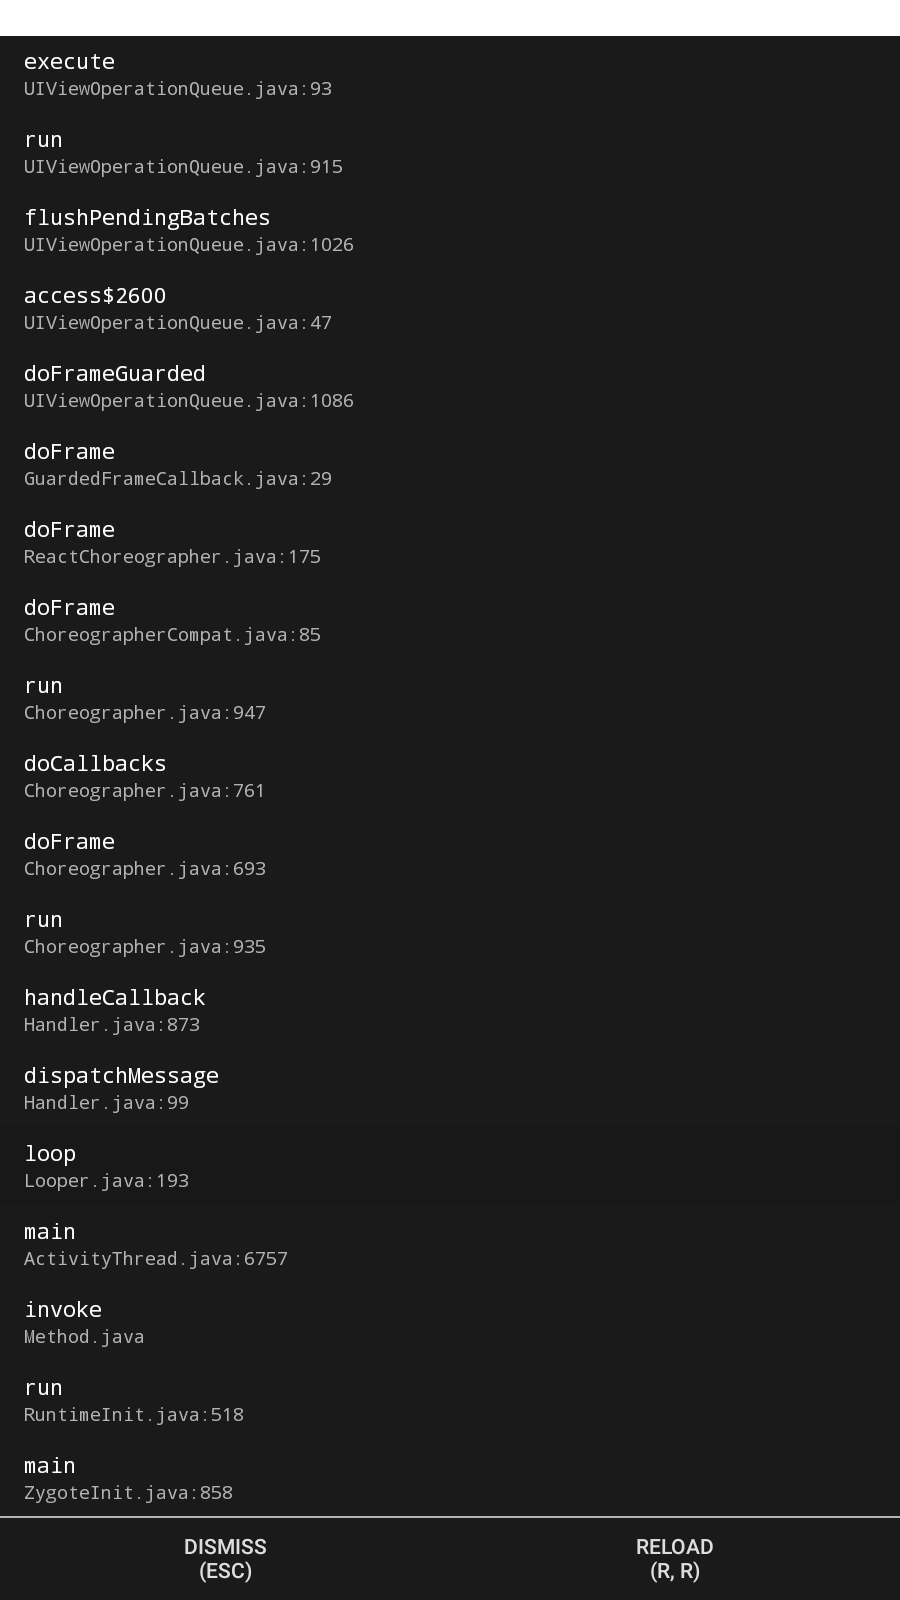 execute
UIViewOperationQueue.java:93
run
UIViewOperationQueue.java:915
flushPendingBatches
UIViewOperationQueue.java:1026
access$2600
UIViewOperationQueue.java:47
doFrameGuarded
UIViewOperationQueue.java:1086
doFrame
GuardedFrameCallback.java:29
doFrame
ReactChoreographer.java:175
doFrame
ChoreographerCompat.java:85
run
Choreographer.java:947
doCallbacks
Choreographer.java:761
doFrame
Choreographer.java:693
run
Choreographer.java:935
handleCallback
Handler.java:873
dispatchMessage
Handler.java:99
loop
Looper.java:193
main
ActivityThread.java:6757
invoke
Method.java
run
RuntimeInit.java:518
main
ZygoteInit.java:858
DISMISS
(ESC)
RELOAD
(R, R)